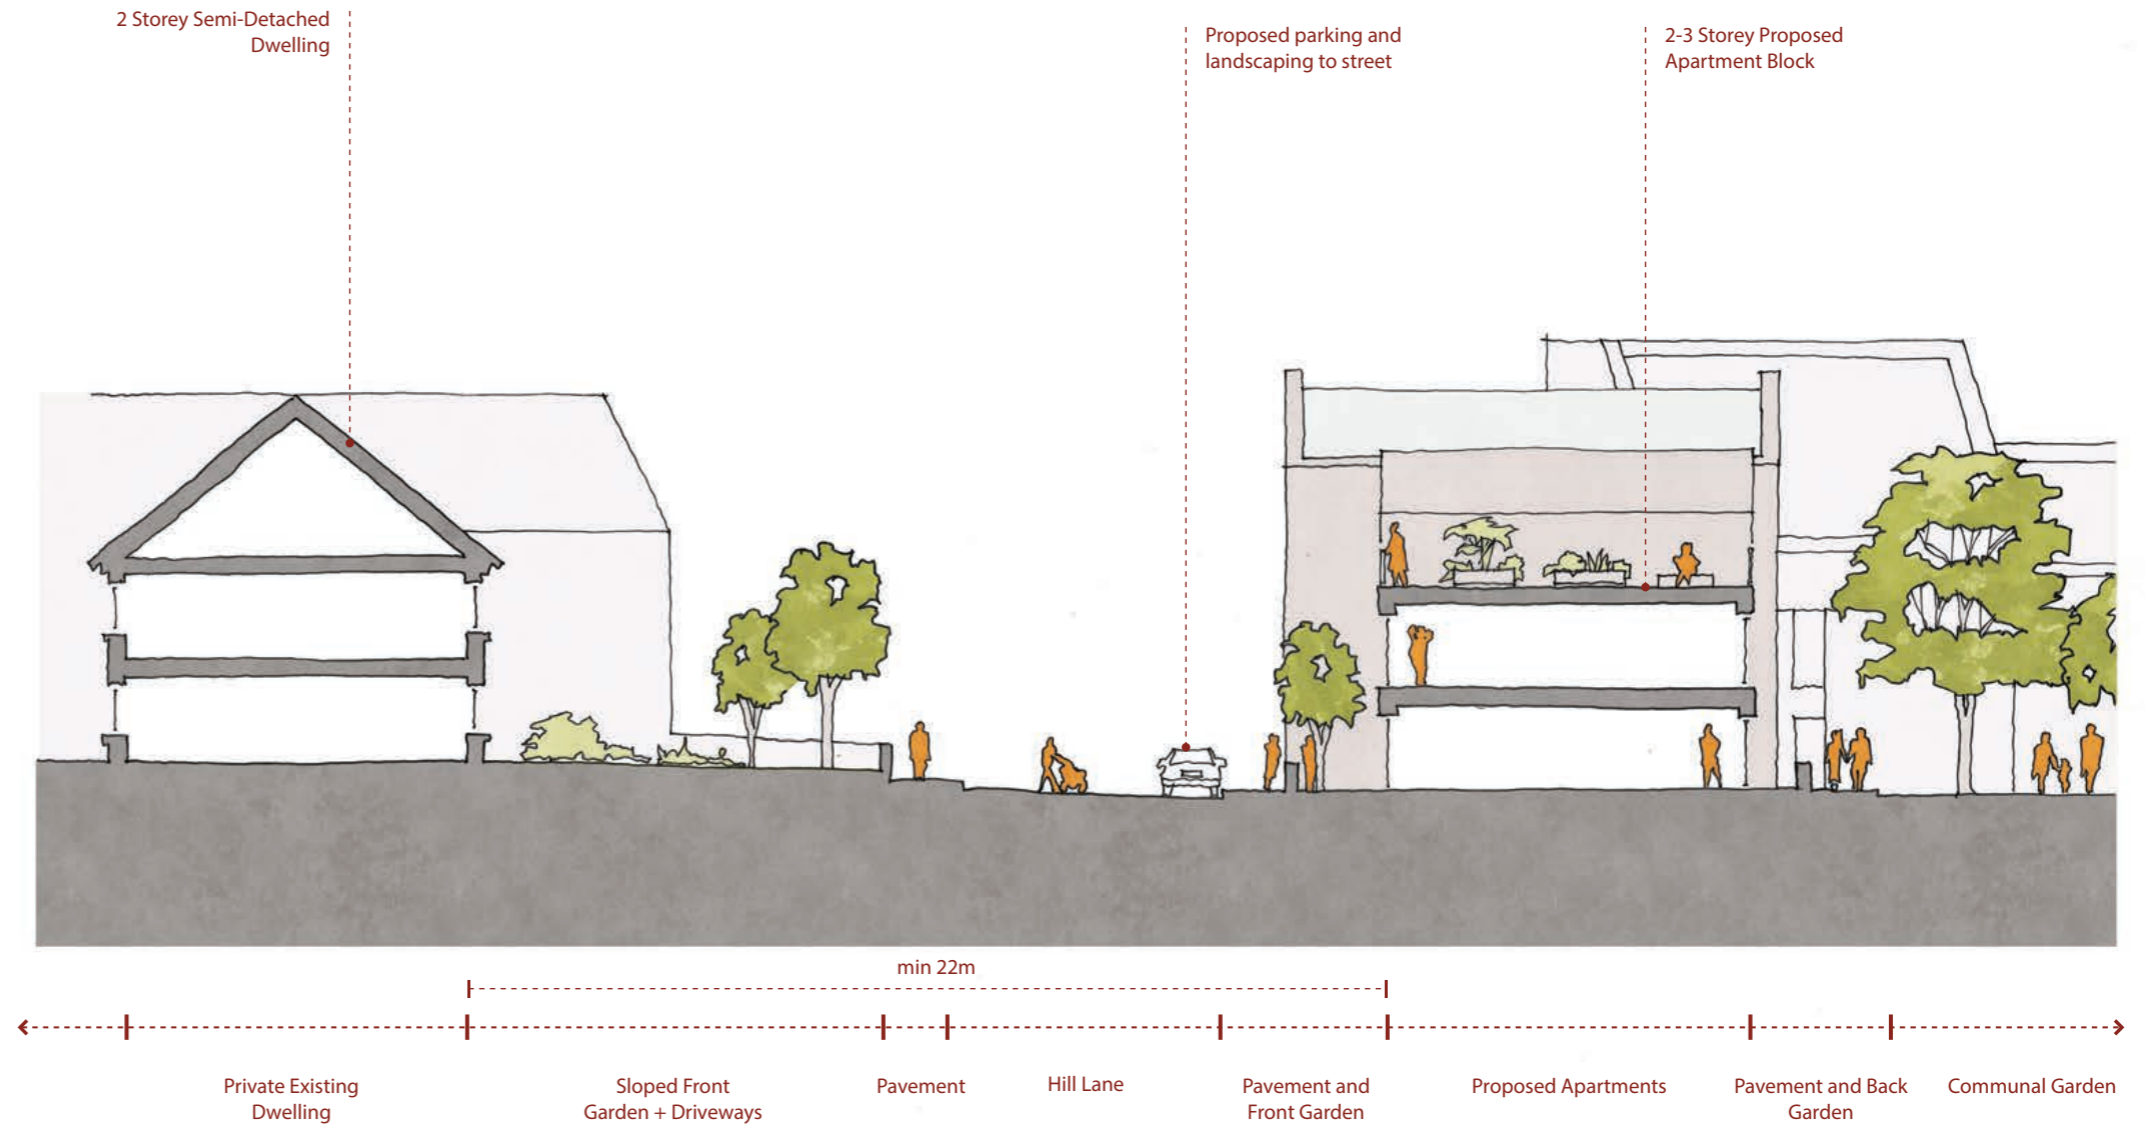 2 Storey Semi-Detached
Dwelling
Proposed parking and
landscaping to street
2-3 Storey Proposed
Apartment Block
min 22m
Private Existing
Dwelling
Sloped Front
Garden + Driveways
Pavement
Hill Lane
Pavement and
Front Garden
Proposed Apartments
Pavement and Back
Garden
Communal Garden